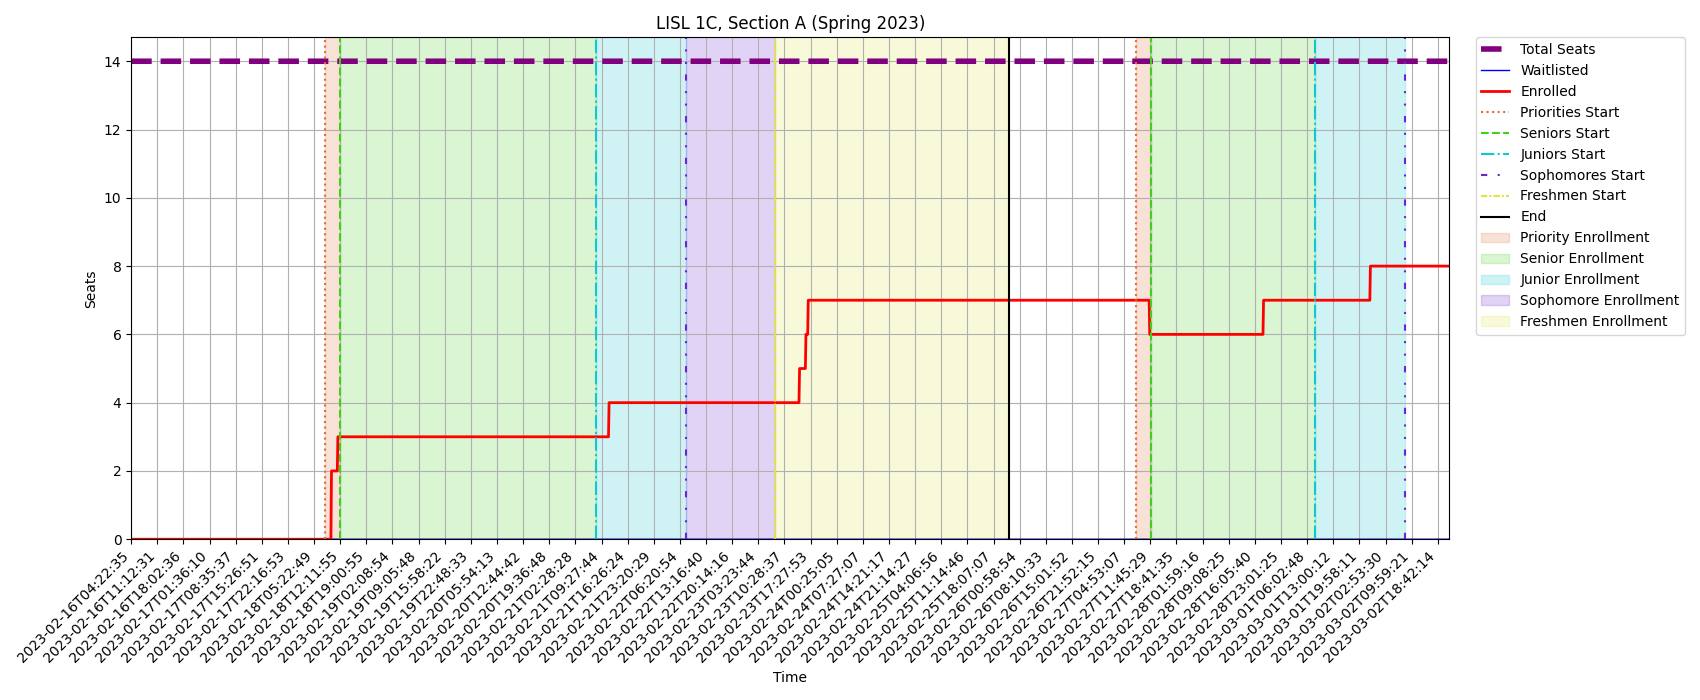 LISL 1C, Section A (Spring 2023)
Seats
14
12
10
8
6
4
2
0
2023-02-16T04:22:35
2023-02-16T11:12:31
2023-02-16T18:02:36
2023-02-17T01:36:10
2023-02-17T08:35:37
2023-02-17T15:26:51
2023-02-17T22:16:53
2023-02-18T05:22:49
2023-02-18T12:11:55
2023-02-18T19:00:55
2023-02-19T02:08:54
2023-02-19T09:05:48
2023-02-19T15:58:22
2023-02-19T22:48:33
2023-02-20T05:54:13
2023-02-20T12:44:42
2023-02-20T19:36:48
2023-02-21T02:28:28
2023-02-21T09:27:44
2023-02-21T16:26:24
2023-02-21T23:20:29
2023-02-22T06:20:54
2023-02-22T13:16:40
2023-02-22T20:14:16
2023-02-23T03:23:44
2023-02-23T10:28:37
2023-02-23T17:27:53
2023-02-24T00:25:05
2023-02-24T07:27:07
2023-02-24T14:21:17
2023-02-24T21:14:27
2023-02-25T04:06:56
2023-02-25T11:14:46
2023-02-25T18:07:07
2023-02-26T00:58:54
2023-02-26T08:10:33
2023-02-26T15:01:52
2023-02-26T21:52:15
2023-02-27T04:53:07
2023-02-27T11:45:29
2023-02-27T18:41:35
2023-02-28T01:59:16
2023-02-28T09:08:25
2023-02-28T16:05:40
2023-02-28T23:01:25
2023-03-01T06:02:48
2023-03-01T13:00:12
2023-03-01T19:58:11
2023-03-02T02:53:30
2023-03-02T09:59:21
2023-03-02T18:42:14
Time
Total Seats
Waitlisted
Enrolled
Priorities Start
Seniors Start
Juniors Start
Sophomores Start
Freshmen Start
End
Priority Enrollment
Senior Enrollment
Junior Enrollment
Sophomore Enrollment
Freshmen Enrollment